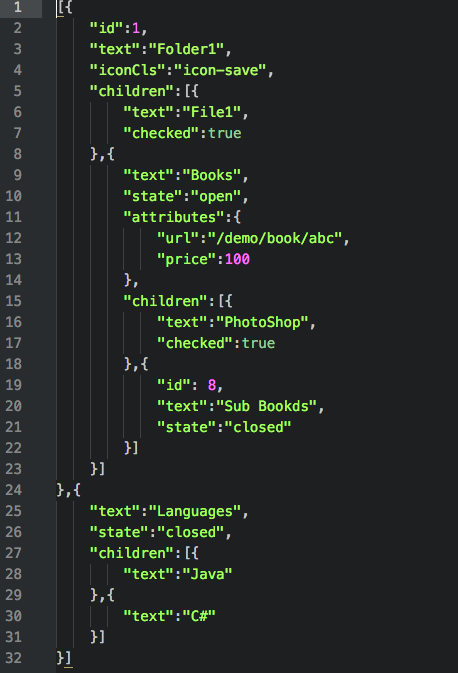 1 [{
2 "id":1,
3 "text":"Folder1",
4 "iconCls":"icon-save",
5 "children":[{
6 "text":"File1",
7 "checked":true
8 },{
9 "text":"Books",
10 "state":"open",
11 "attributes":{
12 "url":"/demo/book/abc",
13 "price":100
14 },
15 "children":[{
16 "text":"PhotoShop",
17 "checked":true
18 },{
19 "id": 8,
20 "text":"Sub Bookds",
21 "state":"closed"
22 }]
23 }]
24 },{
25 "text":"Languages",
26 "state":"closed",
27 "children":[{
28 "text":"Java"
29 },{
30 "text":"C#"
31 }]
32 }]